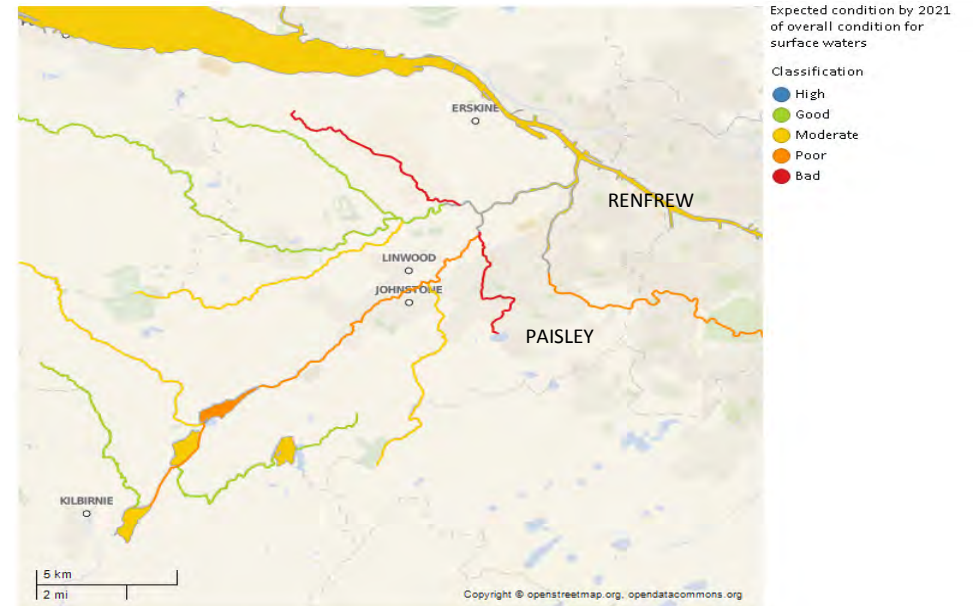 Expected condition by 2021
of overall condition for
surface waters
Classification
High
Good
Moderate
Poor
Bad
ERSKINE
RENFREW
LINWOOD
JOHNSTONE
PAISLEY
KILBIRNIE
5 km
2 mi
Copyright © openstreetmap.org, opendatacommons.org